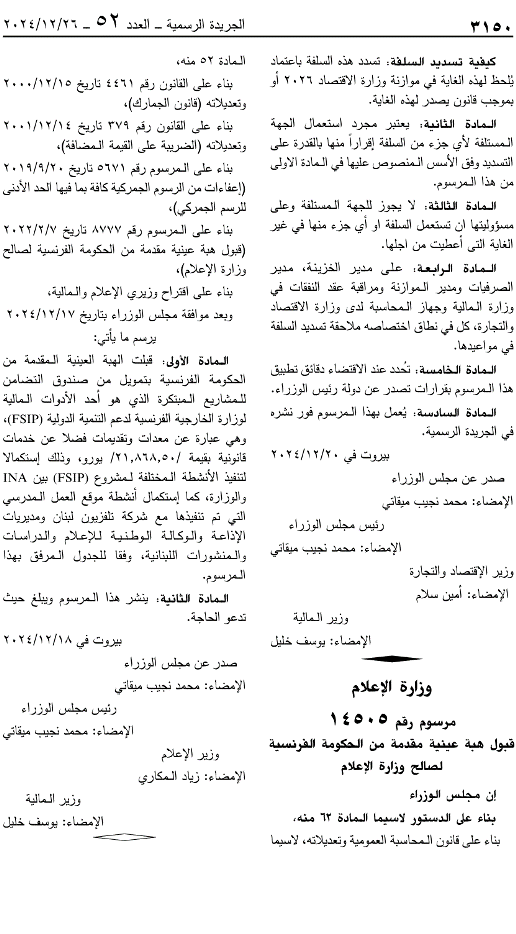 ٣١٥٠
الجريدة الرسمية ــ العدد ٥٢ ــ ٢٠٢٤/١٢/٢٦
كيفية تسديد السلفة: تسدد هذه السلفة باعتماد
يُلحظ لهذه الغاية في موازنة وزارة الاقتصاد ٢٠٢٦ أو
بموجب قانون يصدر لهذه الغاية.
المادة الثانية: يعتبر مجرد استعمال الجهة
المستلفة لأي جزء من السلفة إقراراً منها بالقدرة على
التسديد وفق الأسس المنصوص عليها في المادة الاولى
من هذا المرسوم.
المادة الثالثة: لا يجوز للجهة المستلفة وعلى
مسؤوليتها ان تستعمل السلفة او أي جزء منها في غير
الغاية التى أعطيت من اجلها.
المادة الرابعة: على مدير الخزينة، مدير
الصرفيات ومدير الموازنة ومراقبة عقد النفقات في
وزارة المالية وجهاز المحاسبة لدى وزارة الاقتصاد
والتجارة، كل في نطاق اختصاصه ملاحقة تسديد السلفة
في مواعيدها.
المادة الخامسة: تُحدد عند الاقتضاء دقائق تطبيق
هذا المرسوم بقرارات تصدر عن دولة رئيس الوزراء.
المادة السادسة: يُعمل بهذا المرسوم فور نشره
في الجريدة الرسمية.
بيروت في ٢٠٢٤/١٢/٢٠
صدر عن مجلس الوزراء
الإمضاء: محمد نجيب ميقاتي
رئيس مجلس الوزراء
الإمضاء: محمد نجيب ميقاتي
وزير الإقتصاد والتجارة
الإمضاء: أمين سلام
وزير المالية
الإمضاء: يوسف خليل
وزارة الإعلام
مرسوم رقم ١٤٥٠٥
قبول هبة عينية مقدمة من الحكومة الفرنسية
لصالح وزارة الإعلام
إن مجلس الوزراء
بناء على الدستور لاسيما المادة ٦٢ منه،
بناء على قانون المحاسبة العمومية وتعديلاته، لاسيما
المادة ٥٢ منه،
بناء على القانون رقم ٤٤٦١ تاريخ ٢٠٠٠/١٢/١٥
وتعديلاته (قانون الجمارك)،
بناء على القانون رقم ٣٧٩ تاريخ ٢٠٠١/١٢/١٤
وتعديلاته (الضريبة على القيمة المضافة)،
بناء على المرسوم رقم ٥٦٧١ تاريخ ٢٠١٩/٩/٢٠
(إعفاءات من الرسوم الجمركية كافة بما فيها الحد الأدنى
للرسم الجمركي)،
بناء على المرسوم رقم ٨٧٧٧ تاريخ ٢٠٢٢/٢/٧
(قبول هبة عينية مقدمة من الحكومة الفرنسية لصالح
وزارة الإعلام)،
بناء على اقتراح وزيري الإعلام والمالية،
وبعد موافقة مجلس الوزراء بتاريخ ٢٠٢٤/١٢/١٧
يرسم ما يأتي:
المادة الأولى: قبلت الهبة العينية المقدمة من
الحكومة الفرنسية بتمويل من صندوق التضامن
للمشاريع المبتكرة الذي هو أحد الأدوات المالية
لوزارة الخارجية الفرنسية لدعم التنمية الدولية (FSIP)،
وهي عبارة عن معدات وتقديمات فضلا عن خدمات
قانونية بقيمة /٢١,٨٦٨,٥٠/ يورو، وذلك إستكمالا
لتنفيذ الأنشطة المختلفة لمشروع (FSIP) بين INA
والوزارة، كما إستكمال أنشطة موقع العمل المدرسي
التي تم تنفيذها مع شركة تلفزيون لبنان ومديريات
الإذاعة والوكالة الوطنية للإعلام والدراسات
والمنشورات اللبنانية، وفقا للجدول المرفق بهذا
المرسوم.
المادة الثانية: ينشر هذا المرسوم ويبلغ حيث
تدعو الحاجة.
بيروت في ٢٠٢٤/١٢/١٨
صدر عن مجلس الوزراء
الإمضاء: محمد نجيب ميقاتي
رئيس مجلس الوزراء
الإمضاء: محمد نجيب ميقاتي
وزير الإعلام
الإمضاء: زياد المكاري
وزير المالية
الإمضاء: يوسف خليل